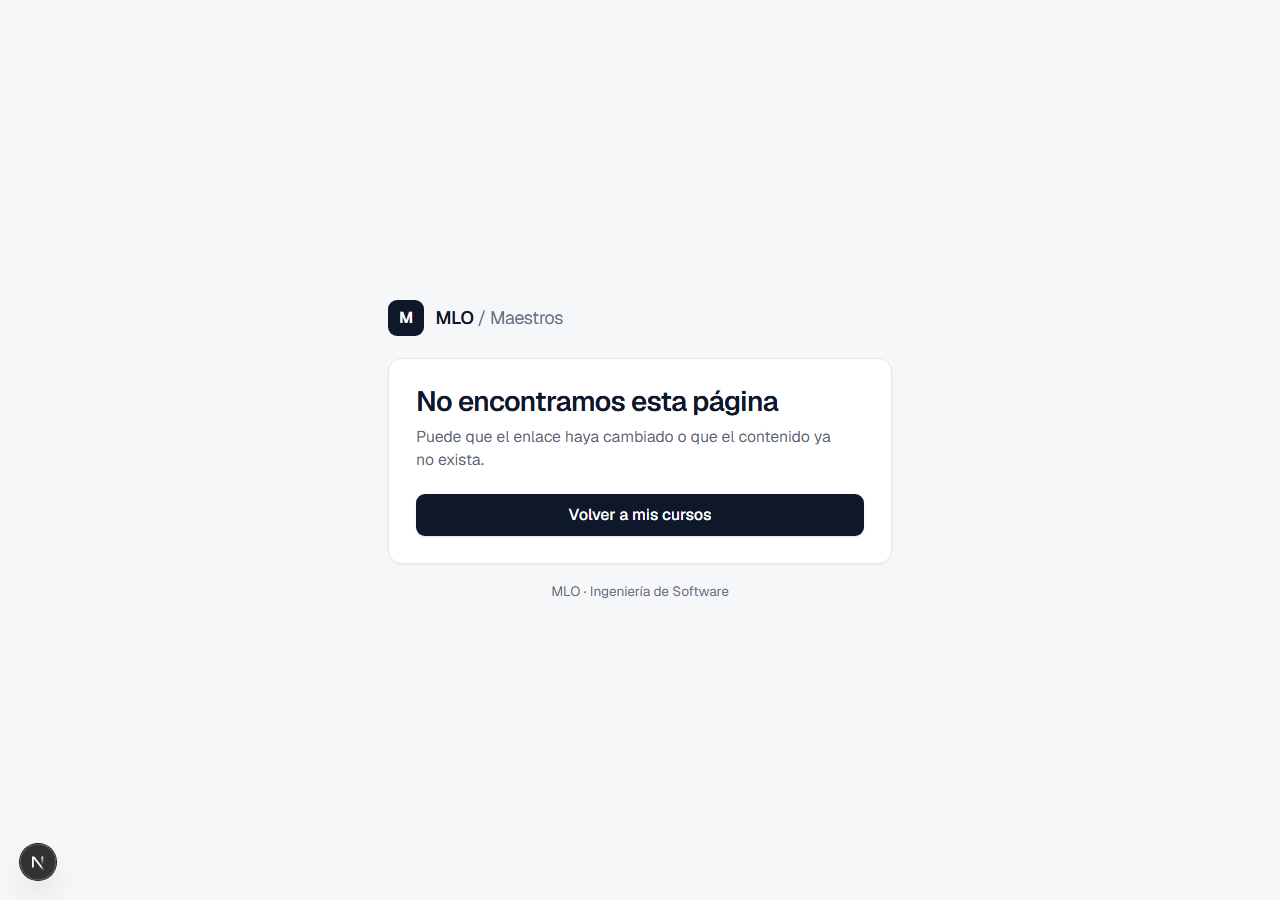 M
MLO / Maestros
No encontramos esta página
Puede que el enlace haya cambiado o que el contenido ya
no exista.
Volver a mis cursos
MLO · Ingeniería de Software
N